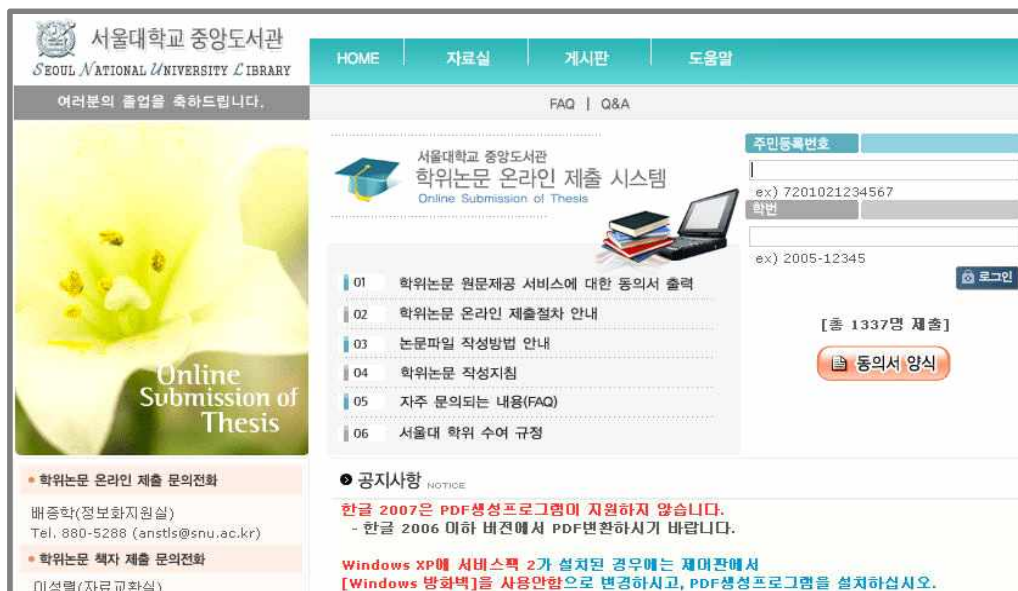 서울대학교 중앙도서관
SEOUL NATIONAL UNIVERSITY LIBRARY
HOME 자료실 게시판 도움말
여러분의 졸업을 축하드립니다.
FAQ | Q&A
서울대학교 중앙도서관
학위논문 온라인 제출 시스템
Online Submission of Thesis
주민등록번호
ex) 7201021234567
학번
ex) 2005-12345
로그인
[총 1337명 제출]
동의서 양식
01 학위논문 원문제공 서비스에 대한 동의서 출력
02 학위논문 온라인 제출절차 안내
03 논문파일 작성방법 안내
04 학위논문 작성지침
05 자주 문의되는 내용(FAQ)
06 서울대 학위 수여 규정
Online
Submission of
Thesis
학위논문 온라인 제출 문의전화
배종학(정보화지원실)
Tel. 880-5288 (anstls@snu.ac.kr)
학위논문 책자 제출 문의전화
이성렬(자료교환실)
공지사항 NOTICE
한글 2007은 PDF생성프로그램이 지원하지 않습니다.
- 한글 2006 이하 버전에서 PDF변환하시기 바랍니다.
Windows XP에 서비스팩 2가 설치된 경우에는 제어판에서
[Windows 방화벽]을 사용안함으로 변경하시고, PDF생성프로그램을 설치하십시오.